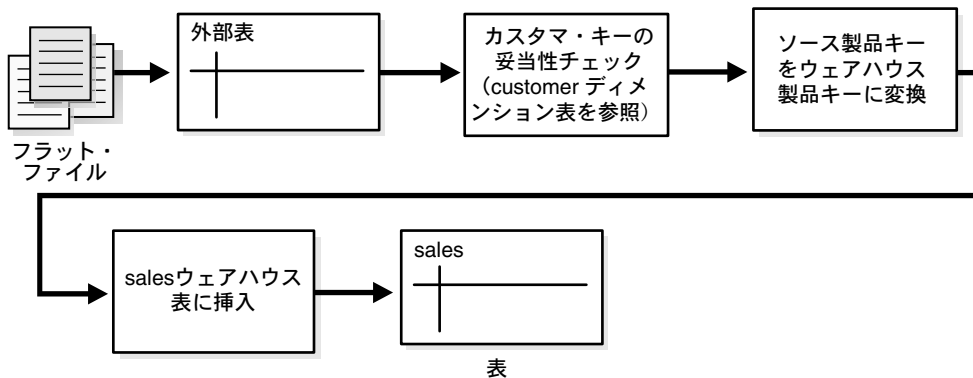 フラット・
ファイル
外部表
カスタマ・キーの
妥当性チェック
(customer ディメ
ンション表を参照)
ソース製品キー
をウェアハウス
製品キーに変換
salesウェアハウス
表に挿入
sales
表